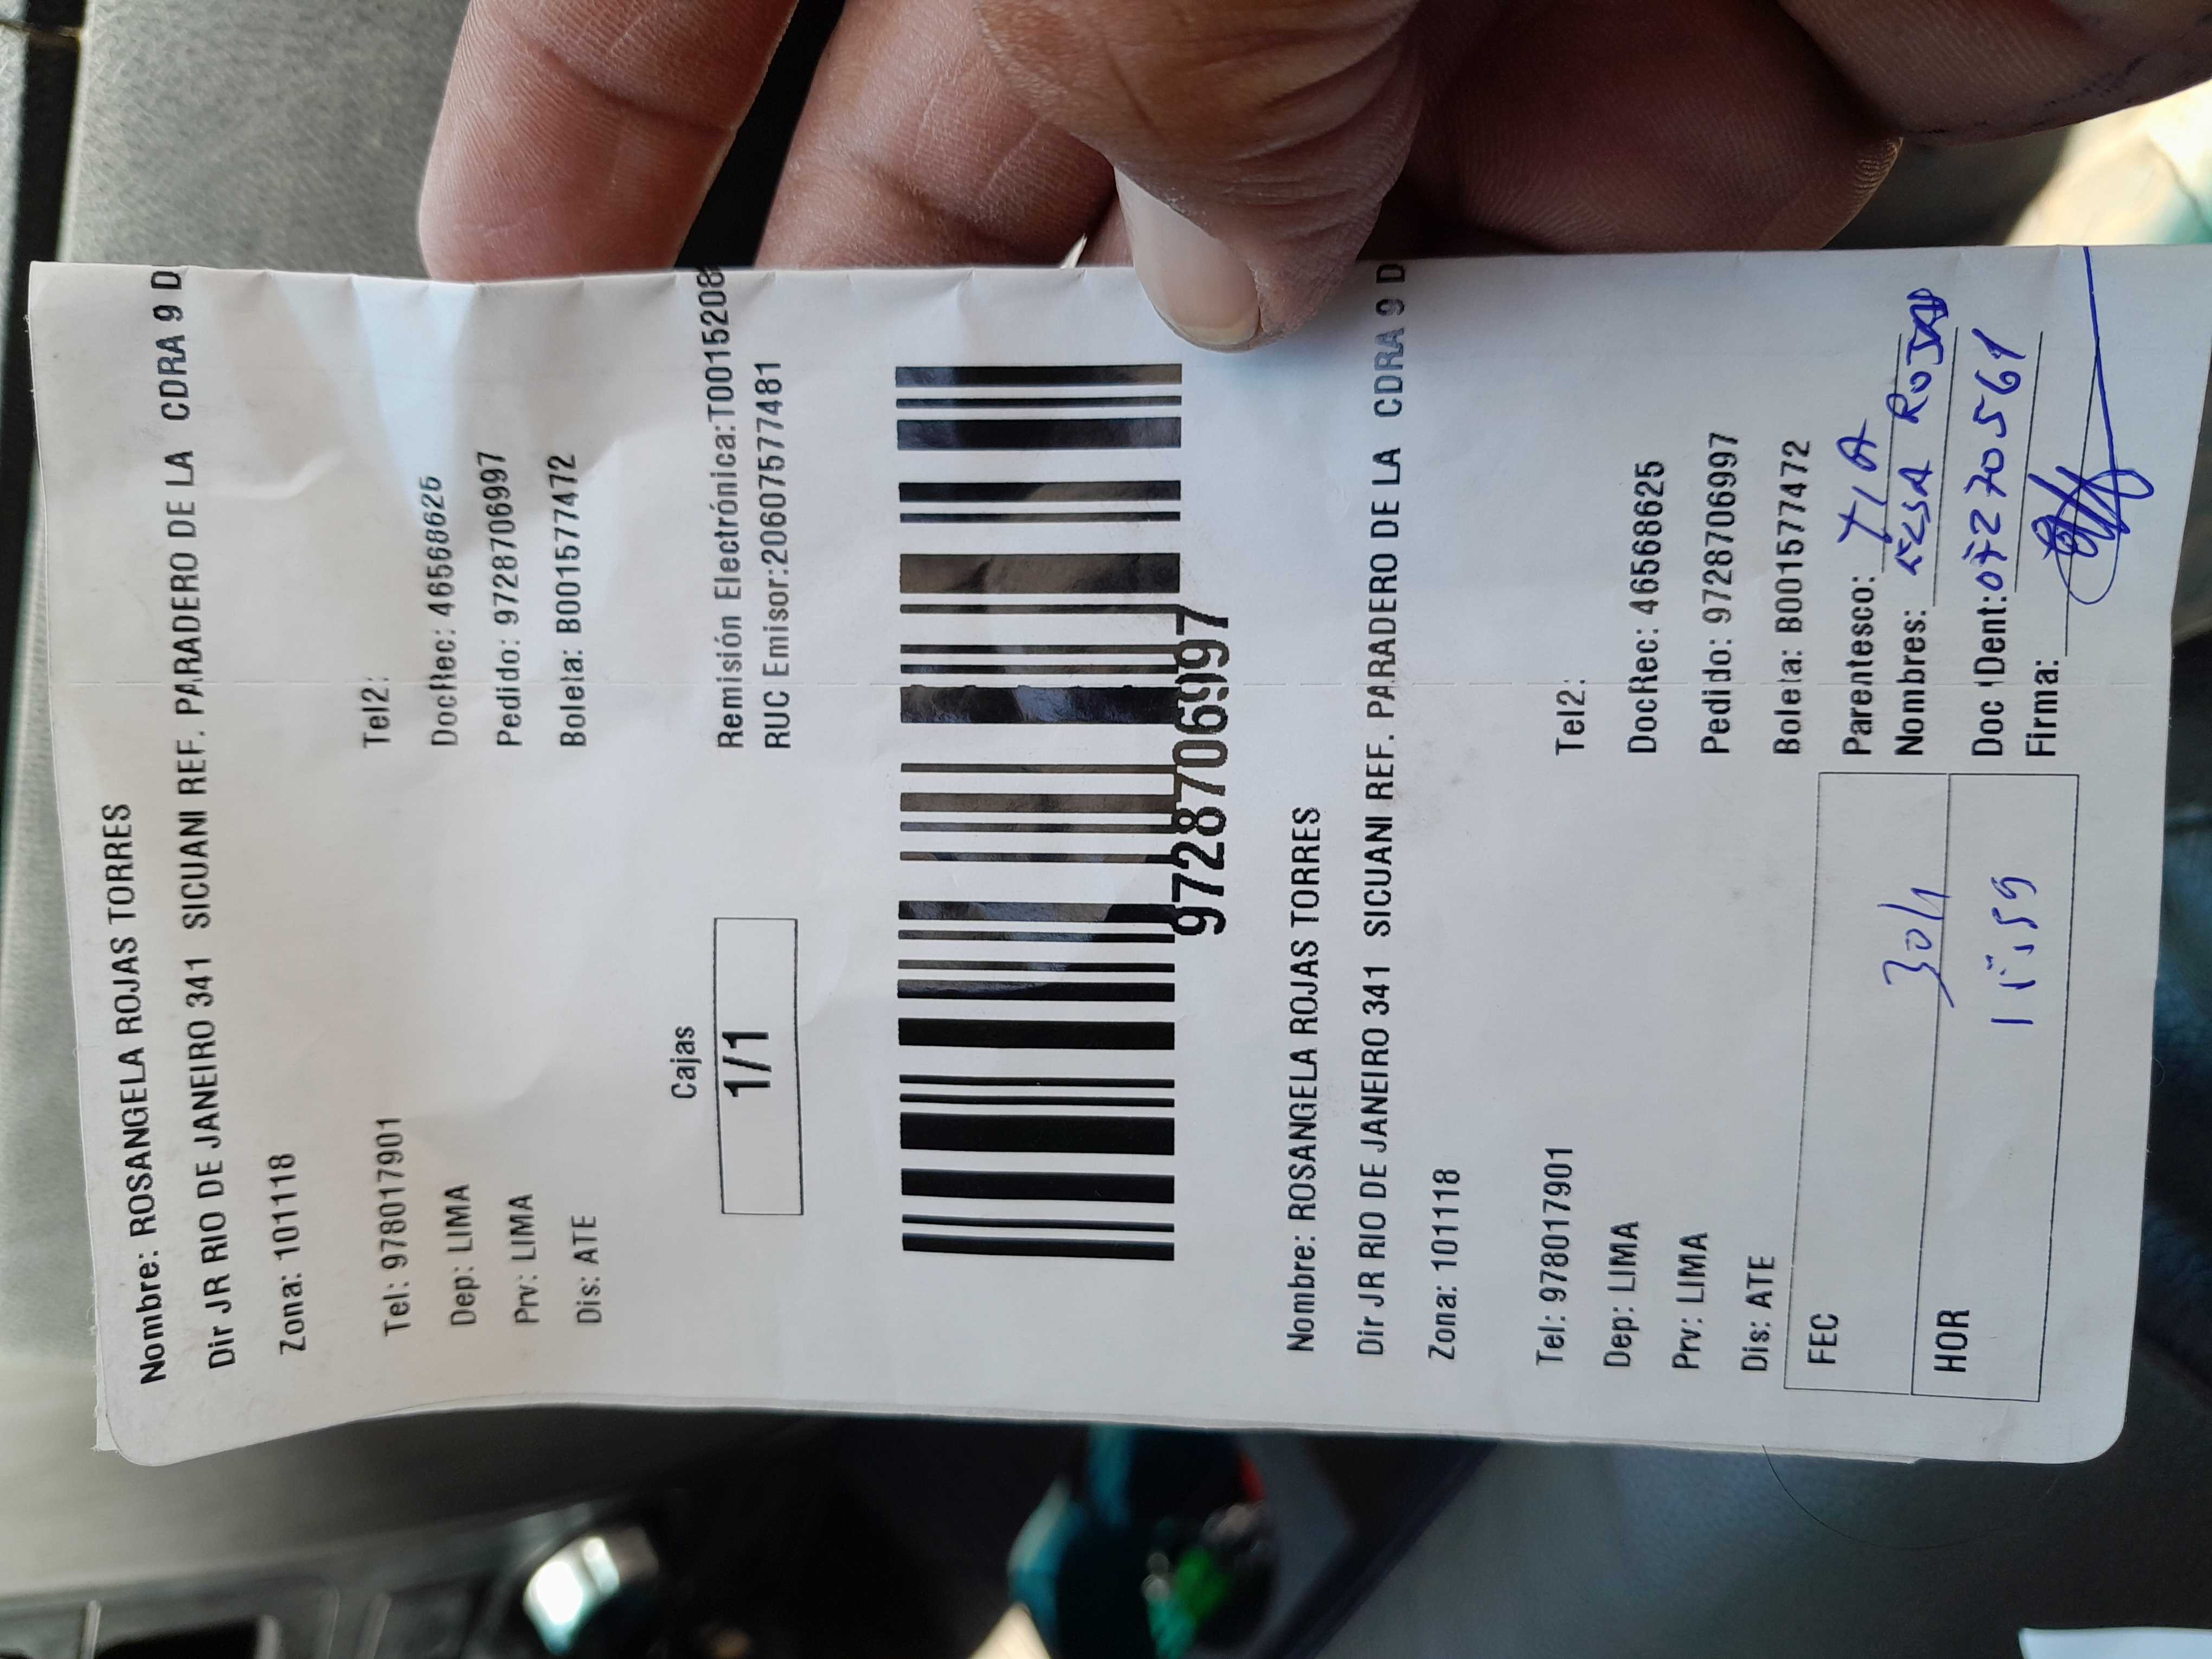 Nombre: ROSANGELA ROJAS TORRES
Dir JR RIO DE JANEIRO 341 SICUANI REF. PARADERO DE LA CDRA 9 D
Zona: 101118
Tel: 978017901 Tel2:
Dep: LIMA DocRec: 46568625
Prv: LIMA Pedido: 9728706997
Dis: ATE Boleta: B001577472
Cajas
1/1
Remisión Electrónica:T0015208
RUC Emisor:20607577481
9728706997
Nombre: ROSANGELA ROJAS TORRES
Dir JR RIO DE JANEIRO 341 SICUANI REF. PARADERO DE LA CDRA 9 D
Zona: 101118
Tel: 978017901 Tel2:
Dep: LIMA DocRec: 46568625
Prv: LIMA Pedido: 9728706997
Dis: ATE Boleta: B001577472
FEC Parentesco: TIA
HOR Nombres: ROJAS
Doc IDent: 07270561
Firma: